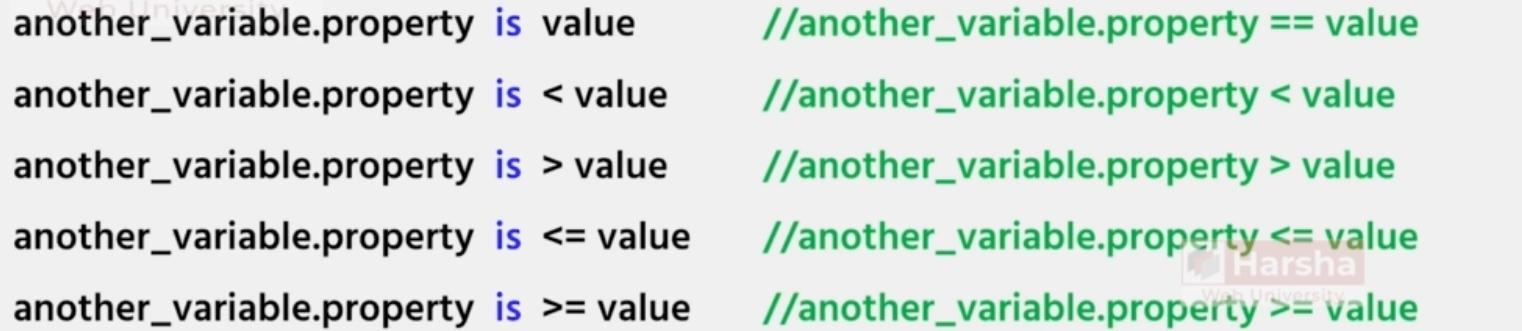 Web University
another_variable.property is value //another_variable.property == value
another_variable.property is < value //another_variable.property < value
another_variable.property is > value //another_variable.property > value
another_variable.property is <= value //another_variable.property <= value
Harsha
Web University
another_variable.property is >= value //another_variable.property >= value